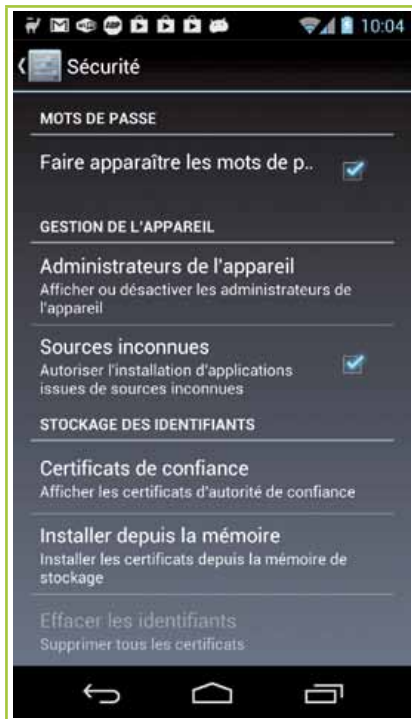 10:04
Sécurité
MOTS DE PASSE
Faire apparaître les mots de p..
GESTION DE L'APPAREIL
Administrateurs de l'appareil
Afficher ou désactiver les administrateurs de
l'appareil
Sources inconnues
Autoriser l'installation d'applications
issues de sources inconnues
STOCKAGE DES IDENTIFIANTS
Certificats de confiance
Afficher les certificats d'autorité de confiance
Installer depuis la mémoire
Installer les certificats depuis la mémoire de
stockage
Effacer les identifiants
Supprimer tous les certificats